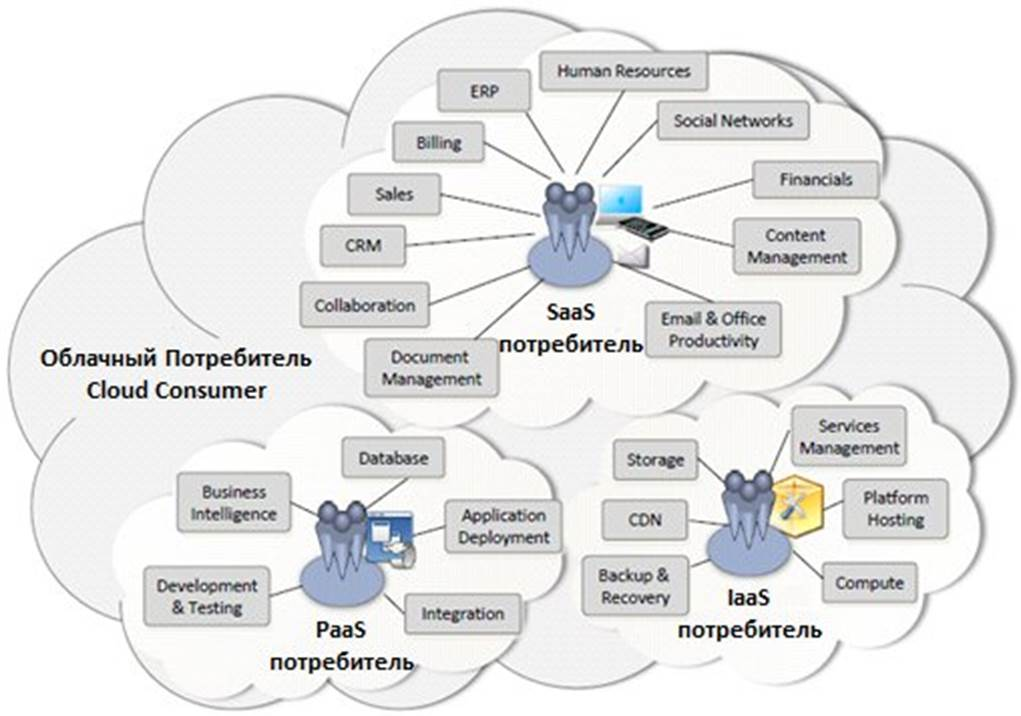 Human Resources
ERP
Social Networks
Billing
Financials
Sales
CRM
Content
Management
Collaboration
SaaS
потребитель
Email & Office
Productivity
Document
Management
Облачный Потребитель
Cloud Consumer
Database
Business
Intelligence
Application
Deployment
Development
& Testing
Integration
PaaS
потребитель
Services
Management
Storage
Platform
Hosting
CDN
Backup &
Recovery
Compute
IaaS
потребитель